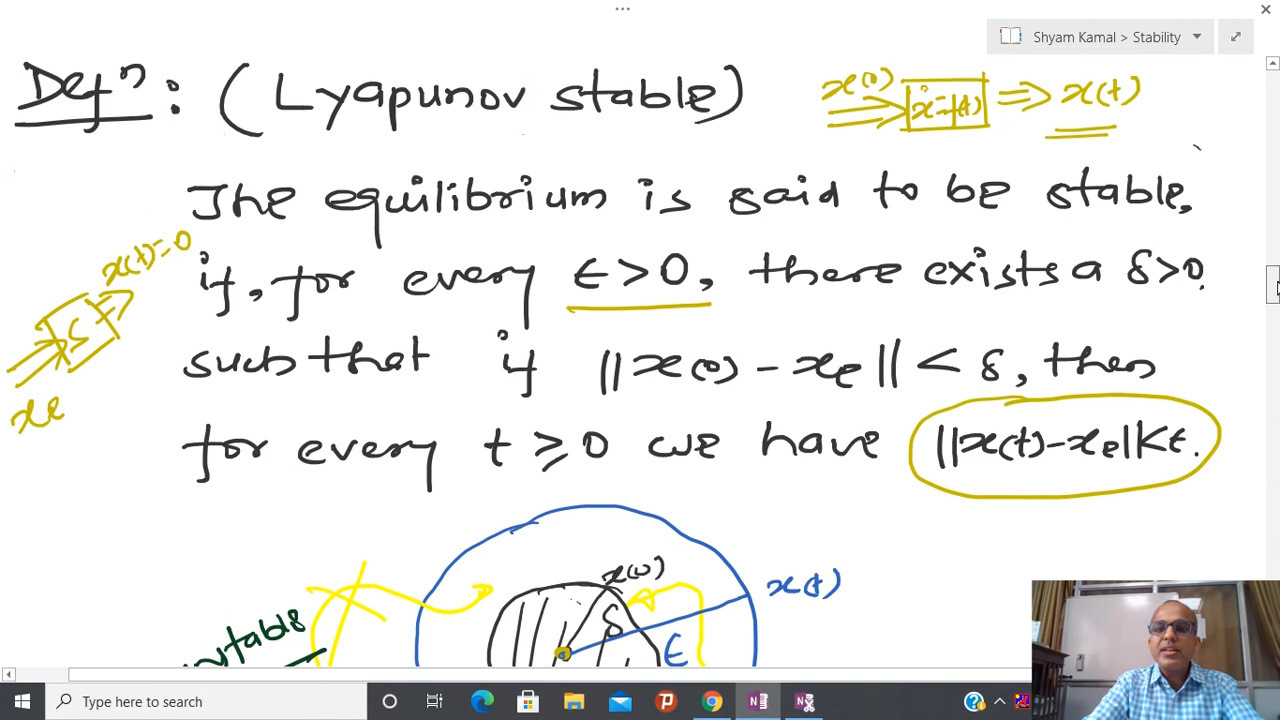 Shyam Kamal > Stability
Defⁿ: (Lyapunov stable)
x(0) ẋ=f(x) ⇒ x(t)
The equilibrium is said to be stable,
if, for every ϵ>0, there exists a δ>0.
such that if ||x(0) - xe|| < δ, then
for every t ≥ 0 we have ||x(t)-xe||<ϵ.
x(t)=0
S
xe
x(0)
x(t)
δ
ϵ
Type here to search